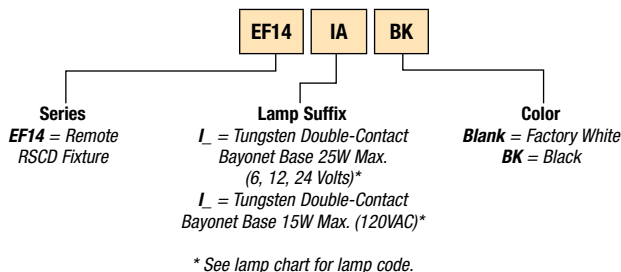 EF14 IA BK
Series
EF14 = Remote
RSCD Fixture
Lamp Suffix
I_ = Tungsten Double-Contact
Bayonet Base 25W Max.
(6, 12, 24 Volts)*
I_ = Tungsten Double-Contact
Bayonet Base 15W Max. (120VAC)*
* See lamp chart for lamp code.
Color
Blank = Factory White
BK = Black